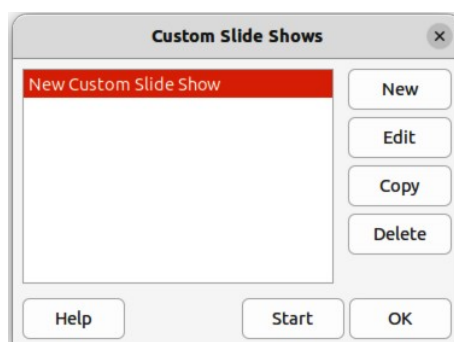 Custom Slide Shows
New Custom Slide Show
New
Edit
Copy
Delete
Help
Start
OK